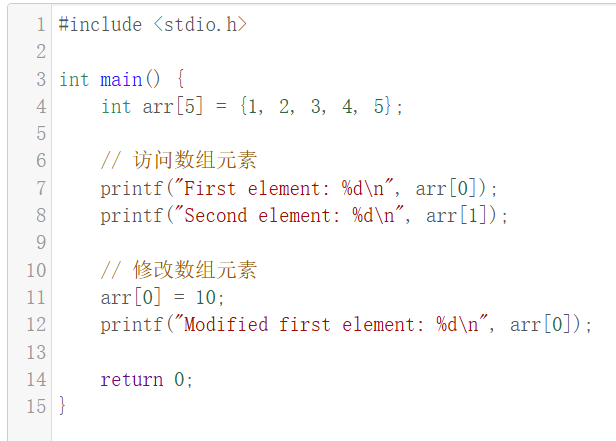 1 #include <stdio.h>
2
3 int main() {
4     int arr[5] = {1, 2, 3, 4, 5};
5
6     // 访问数组元素
7     printf("First element: %d\n", arr[0]);
8     printf("Second element: %d\n", arr[1]);
9
10     // 修改数组元素
11     arr[0] = 10;
12     printf("Modified first element: %d\n", arr[0]);
13
14     return 0;
15 }